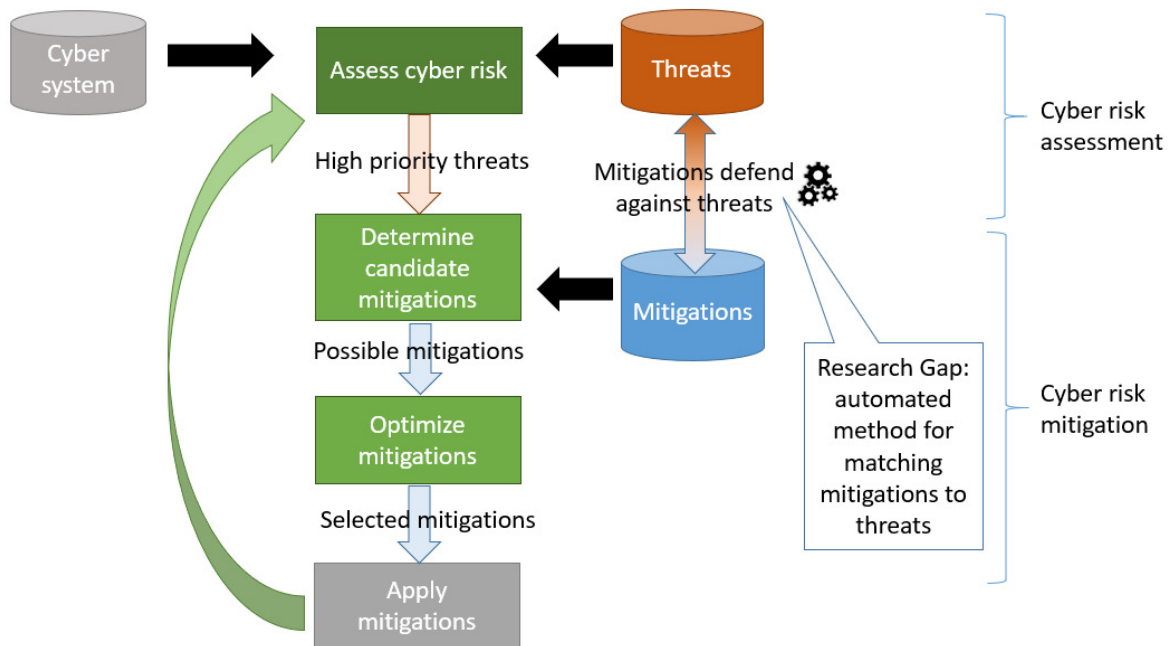 Cyber
system
Assess cyber risk
Threats
Cyber risk
assessment
High priority threats
Mitigations defend
against threats
Determine
candidate
mitigations
Mitigations
Possible mitigations
Research Gap:
automated
method for
matching
mitigations to
threats
Cyber risk
mitigation
Optimize
mitigations
Selected mitigations
Apply
mitigations